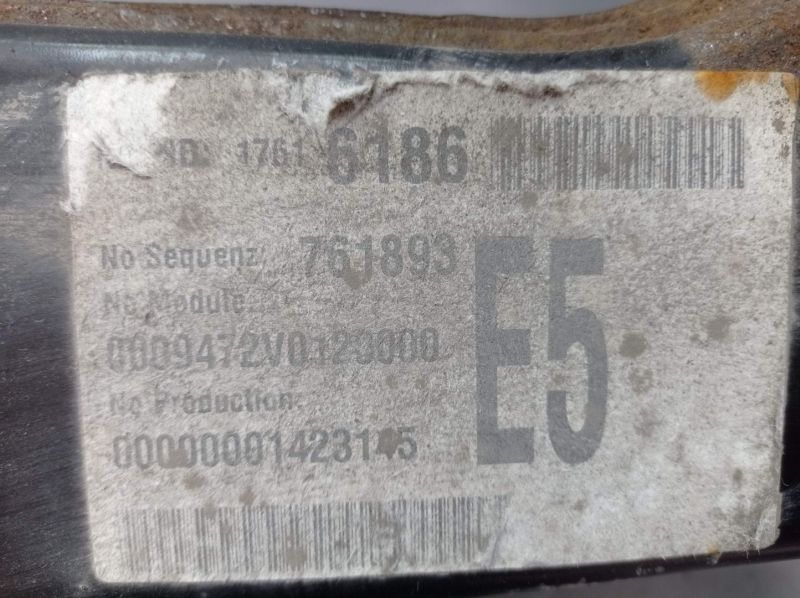 1761 6186
No Sequenz. 761893
E5
No Module.
0009472V0123000
No Production.
00000001423145